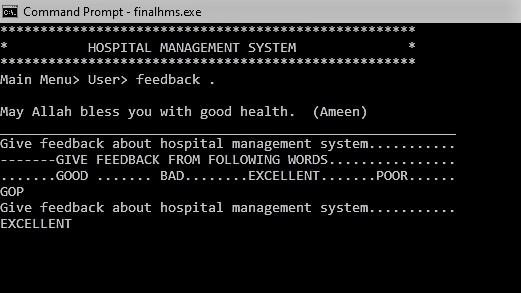 Command Prompt - finalhms.exe
****************************************************
* HOSPITAL MANAGEMENT SYSTEM *
****************************************************
Main Menu> User> feedback .
May Allah bless you with good health. (Ameen)
_________________________________________________________
Give feedback about hospital management system...........
-------GIVE FEEDBACK FROM FOLLOWING WORDS................
.......GOOD ....... BAD........EXCELLENT.......POOR......
GOP
Give feedback about hospital management system...........
EXCELLENT